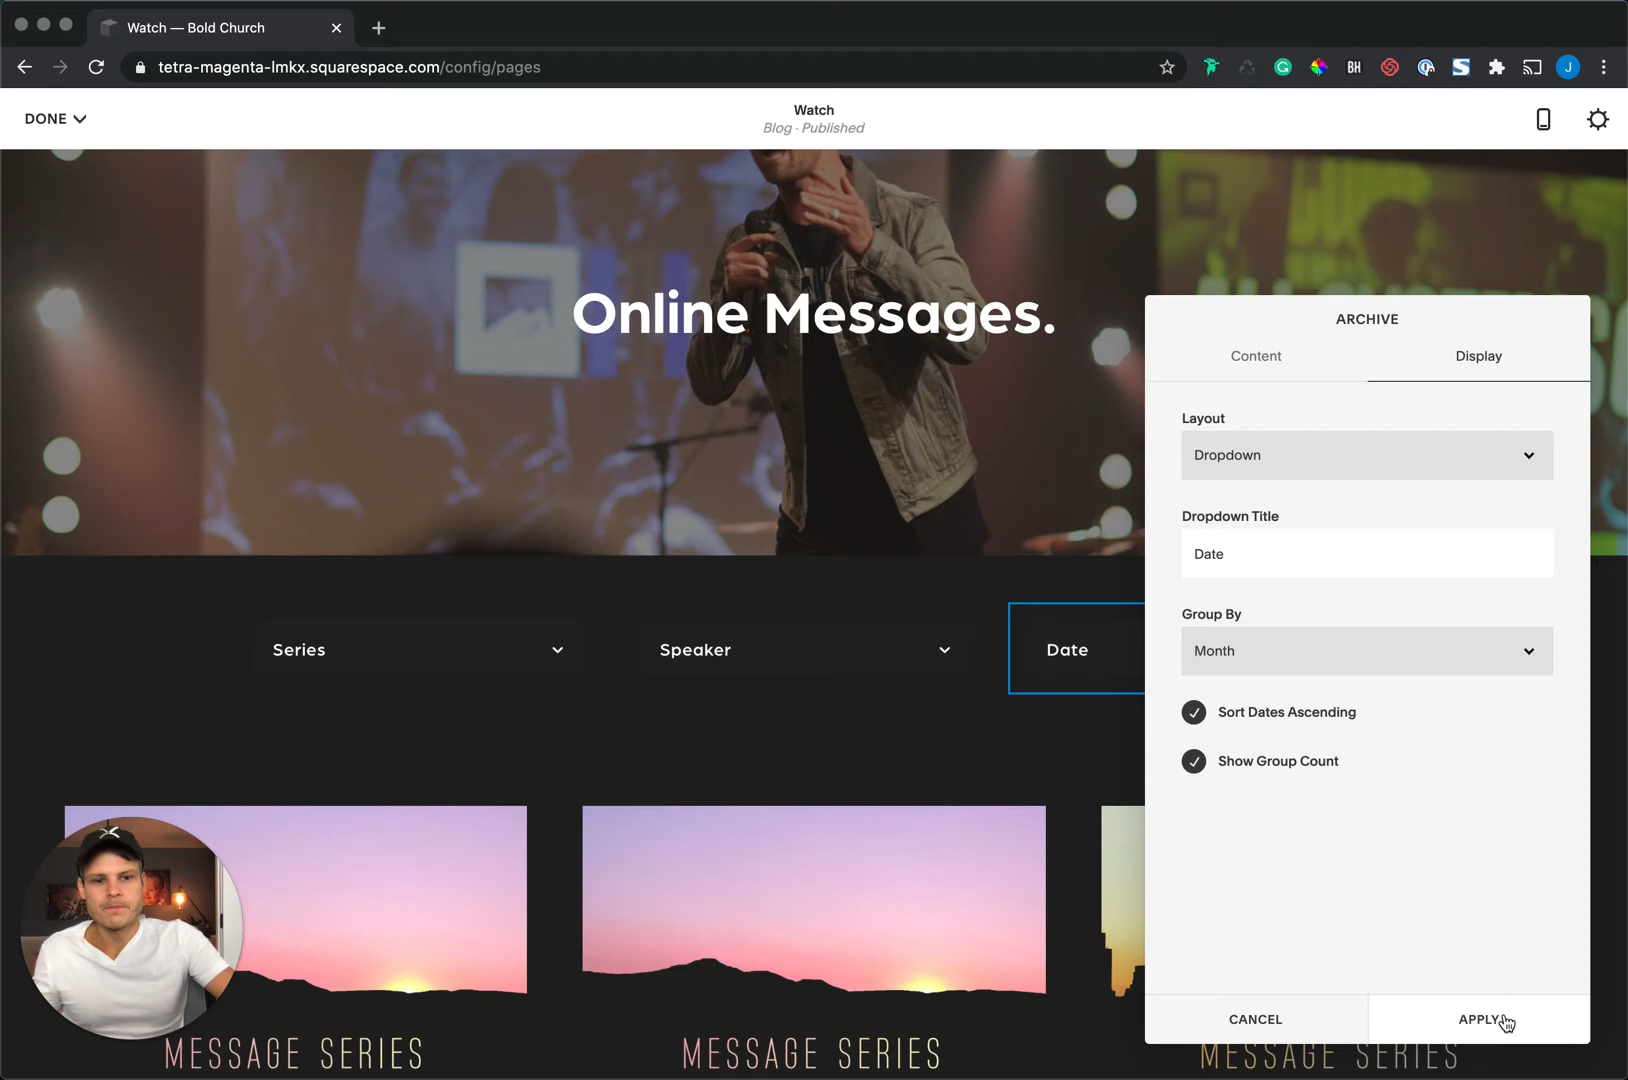 Watch — Bold Church
tetra-magenta-lmkx.squarespace.com/config/pages
BH
S
J
DONE
Watch
Blog · Published
Online Messages.
ARCHIVE
Content
Display
Layout
Dropdown
Dropdown Title
Date
Group By
Month
Sort Dates Ascending
Show Group Count
CANCEL
APPLY
Series
Speaker
Date
MESSAGE SERIES
MESSAGE SERIES
MESSAGE SERIES